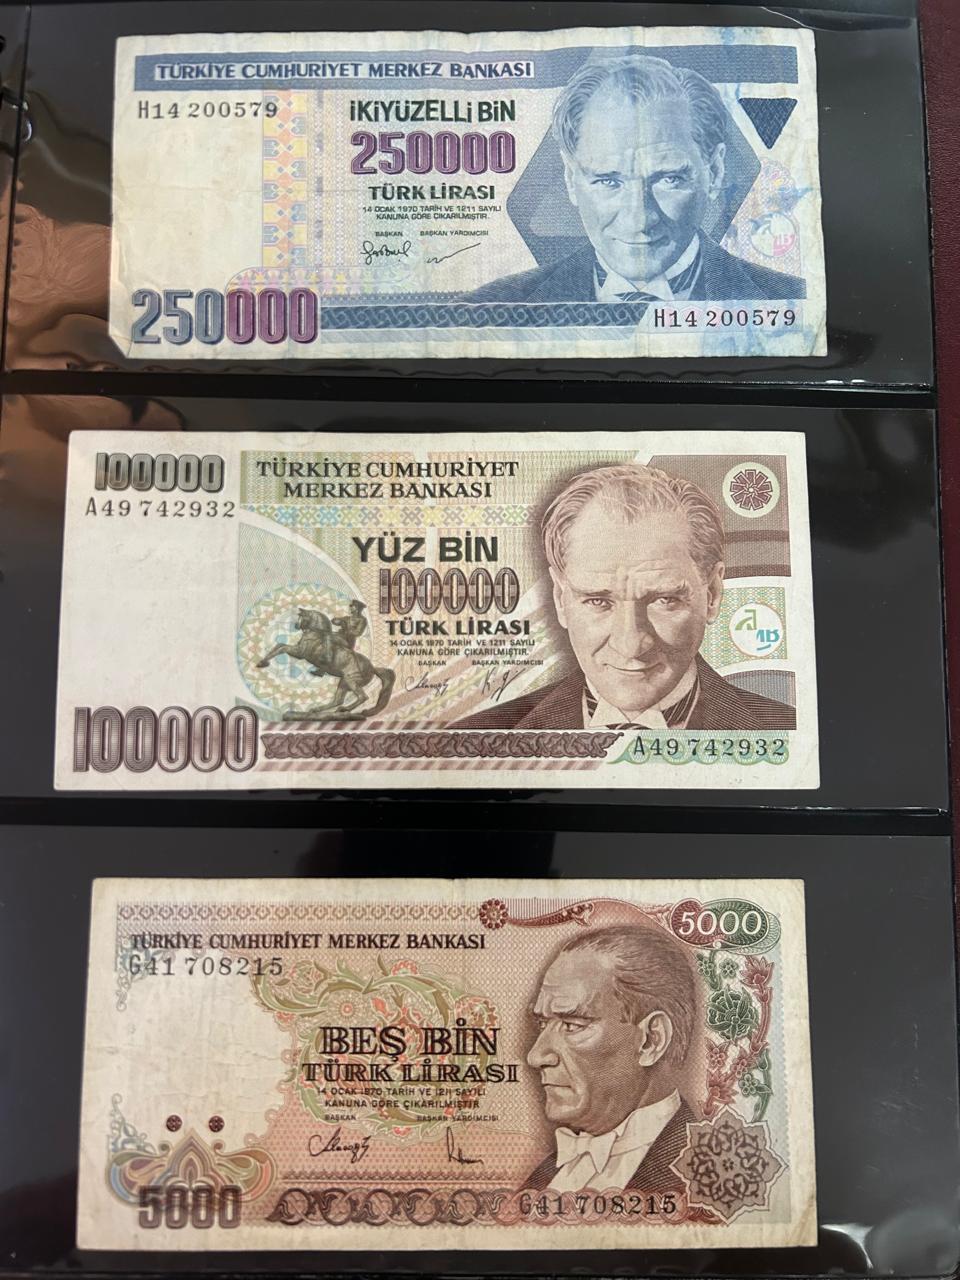 TÜRKİYE CUMHURİYET MERKEZ BANKASI
H14 200579
İKİYÜZELLİ BİN
250000
TÜRK LİRASI
14 OCAK 1970 TARİH VE 1211 SAYILI
KANUNA GÖRE ÇIKARILMIŞTIR.
BAŞKAN BAŞKAN YARDIMCISI
250000
H14 200579
100000
TÜRKİYE CUMHURİYET
MERKEZ BANKASI
A49 742932
YÜZ BİN
100000
TÜRK LİRASI
14 OCAK 1970 TARİH VE 1211 SAYILI
KANUNA GÖRE ÇIKARILMIŞTIR.
BAŞKAN BAŞKAN YARDIMCISI
100000
A49 742932
5000
TÜRKİYE CUMHURİYET MERKEZ BANKASI
G41 708215
BEŞ BİN
TÜRK LİRASI
14 OCAK 1970 TARİH VE 1211 SAYILI
KANUNA GÖRE ÇIKARILMIŞTIR
BAŞKAN BAŞKAN YARDIMCISI
5000
G41 708215